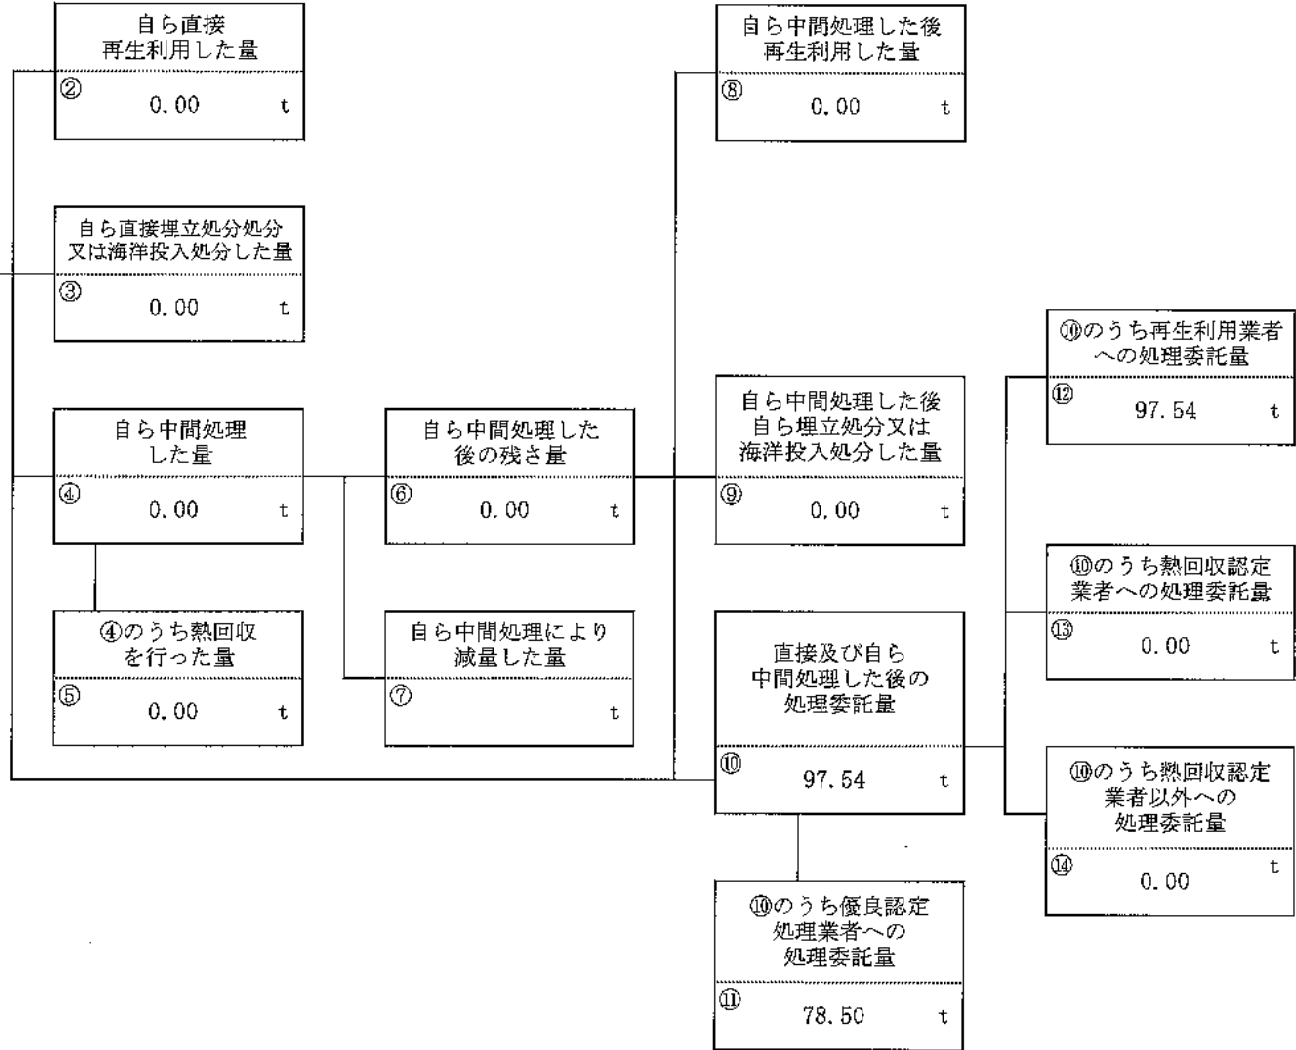 自ら直接
再生利用した量
② 0.00 t
自ら中間処理した後
再生利用した量
⑧ 0.00 t
自ら直接埋立処分処分
又は海洋投入処分した量
③ 0.00 t
⑩のうち再生利用業者
への処理委託量
⑫ 97.54 t
自ら中間処理
した量
④ 0.00 t
自ら中間処理した
後の残さ量
⑥ 0.00 t
自ら中間処理した後
自ら埋立処分又は
海洋投入処分した量
⑨ 0.00 t
⑩のうち熱回収認定
業者への処理委託量
⑬ 0.00 t
④のうち熱回収
を行った量
⑤ 0.00 t
自ら中間処理により
減量した量
⑦ t
直接及び自ら
中間処理した後の
処理委託量
⑩ 97.54 t
⑩のうち熱回収認定
業者以外への
処理委託量
⑭ 0.00 t
⑩のうち優良認定
処理業者への
処理委託量
⑪ 78.50 t